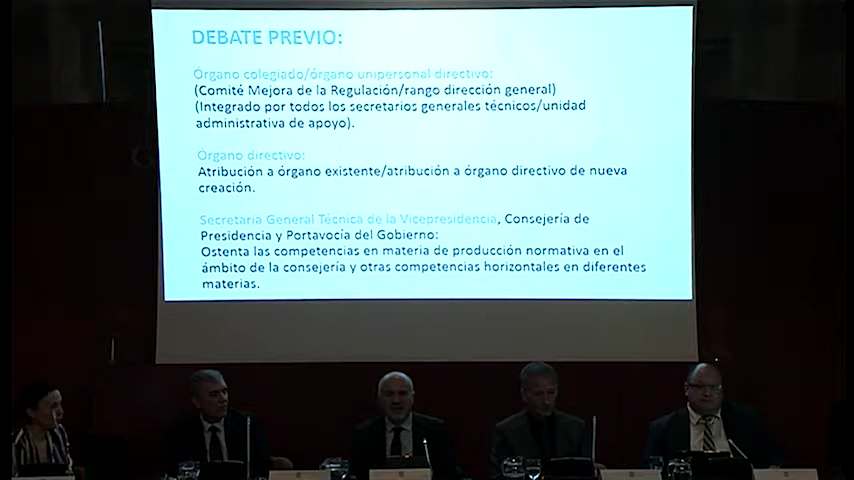 DEBATE PREVIO:
Órgano colegiado/órgano unipersonal directivo:
(Comité Mejora de la Regulación/rango dirección general)
(Integrado por todos los secretarios generales técnicos/unidad
administrativa de apoyo).
Órgano directivo:
Atribución a órgano existente/atribución a órgano directivo de nueva
creación.
Secretaria General Técnica de la Vicepresidencia, Consejería de
Presidencia y Portavocía del Gobierno:
Ostenta las competencias en materia de producción normativa en el
ámbito de la consejería y otras competencias horizontales en diferentes
materias.